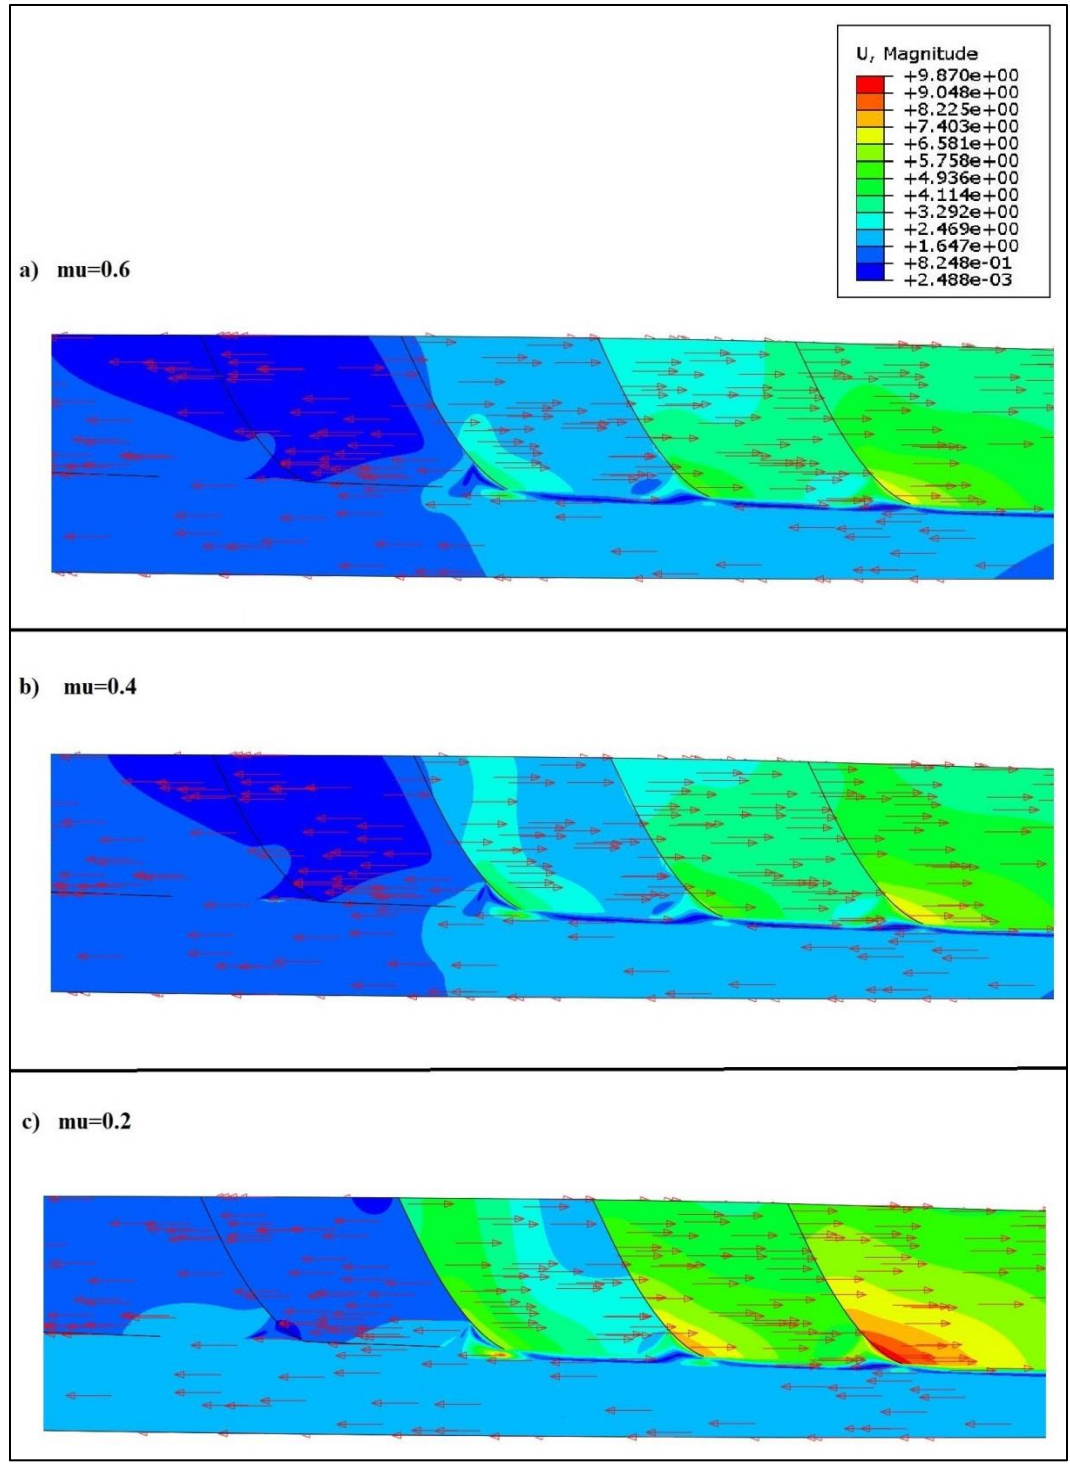 U, Magnitude
+9.870e+00
+9.048e+00
+8.225e+00
+7.403e+00
+6.581e+00
+5.758e+00
+4.936e+00
+4.114e+00
+3.292e+00
+2.469e+00
+1.647e+00
+8.248e-01
+2.488e-03
a) mu=0.6
b) mu=0.4
c) mu=0.2